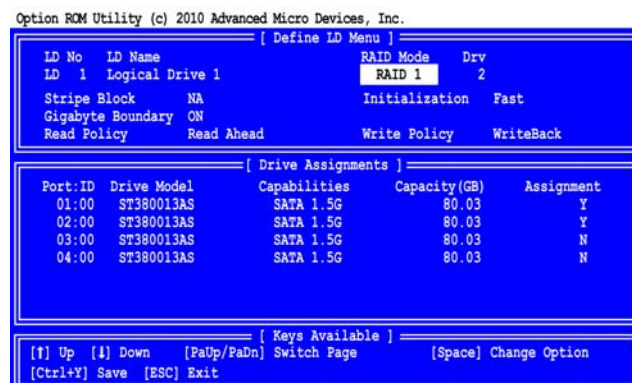 Option ROM Utility (c) 2010 Advanced Micro Devices, Inc.
[ Define LD Menu ]
LD No LD Name RAID Mode Drv
LD 1 Logical Drive 1 RAID 1 2
Stripe Block NA Initialization Fast
Gigabyte Boundary ON
Read Policy Read Ahead Write Policy WriteBack
[ Drive Assignments ]
Port:ID Drive Model Capabilities Capacity(GB) Assignment
01:00 ST380013AS SATA 1.5G 80.03 Y
02:00 ST380013AS SATA 1.5G 80.03 Y
03:00 ST380013AS SATA 1.5G 80.03 N
04:00 ST380013AS SATA 1.5G 80.03 N
[ Keys Available ]
[↑] Up [↓] Down [PaUp/PaDn] Switch Page [Space] Change Option
[Ctrl+Y] Save [ESC] Exit